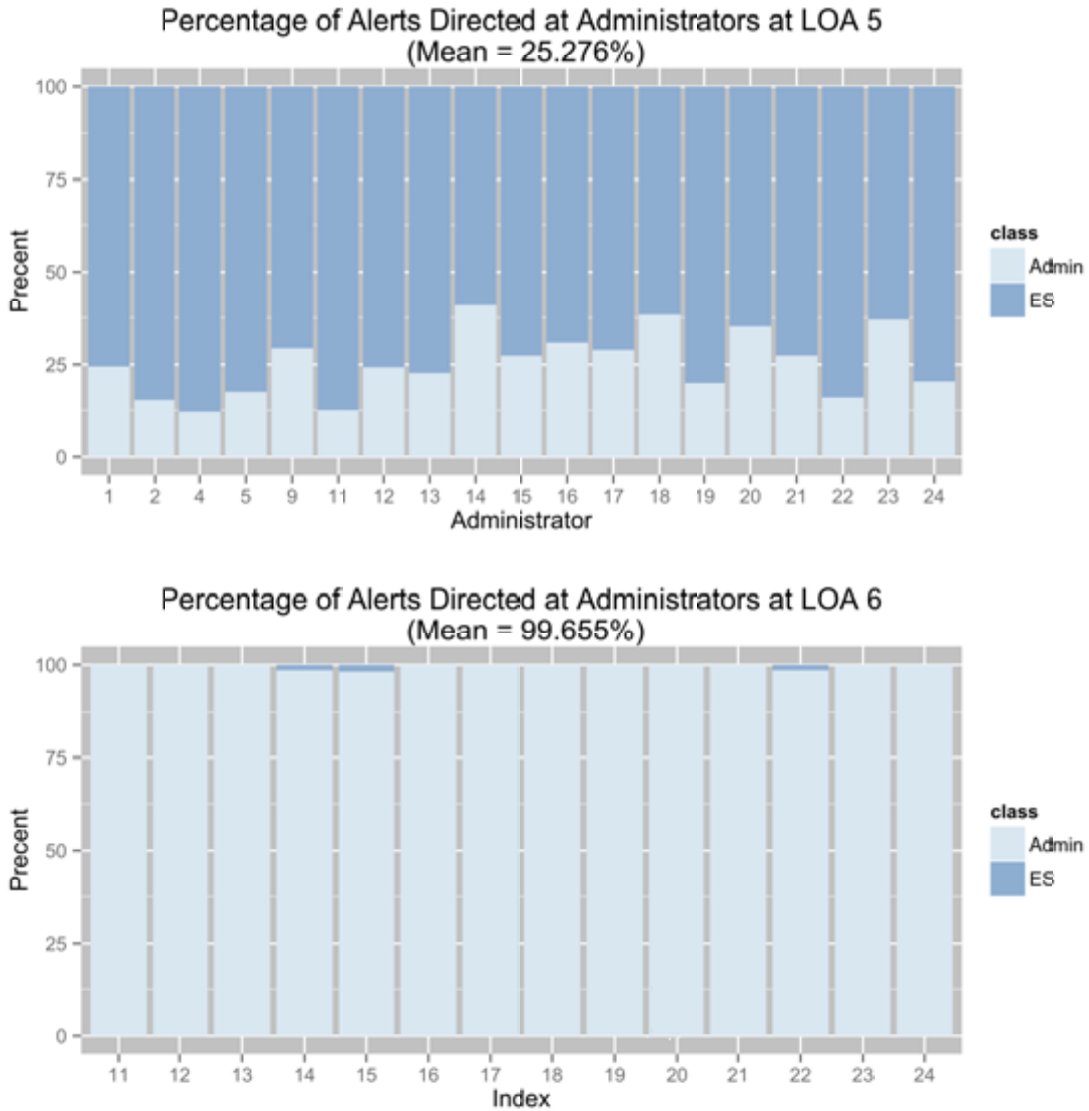 Percentage of Alerts Directed at Administrators at LOA 5
(Mean = 25.276%)
100
75
50
25
0
Precent
1 2 4 5 9 11 12 13 14 15 16 17 18 19 20 21 22 23 24
Administrator
class
Admin
ES
Percentage of Alerts Directed at Administrators at LOA 6
(Mean = 99.655%)
100
75
50
25
0
Precent
11 12 13 14 15 16 17 18 19 20 21 22 23 24
Index
class
Admin
ES